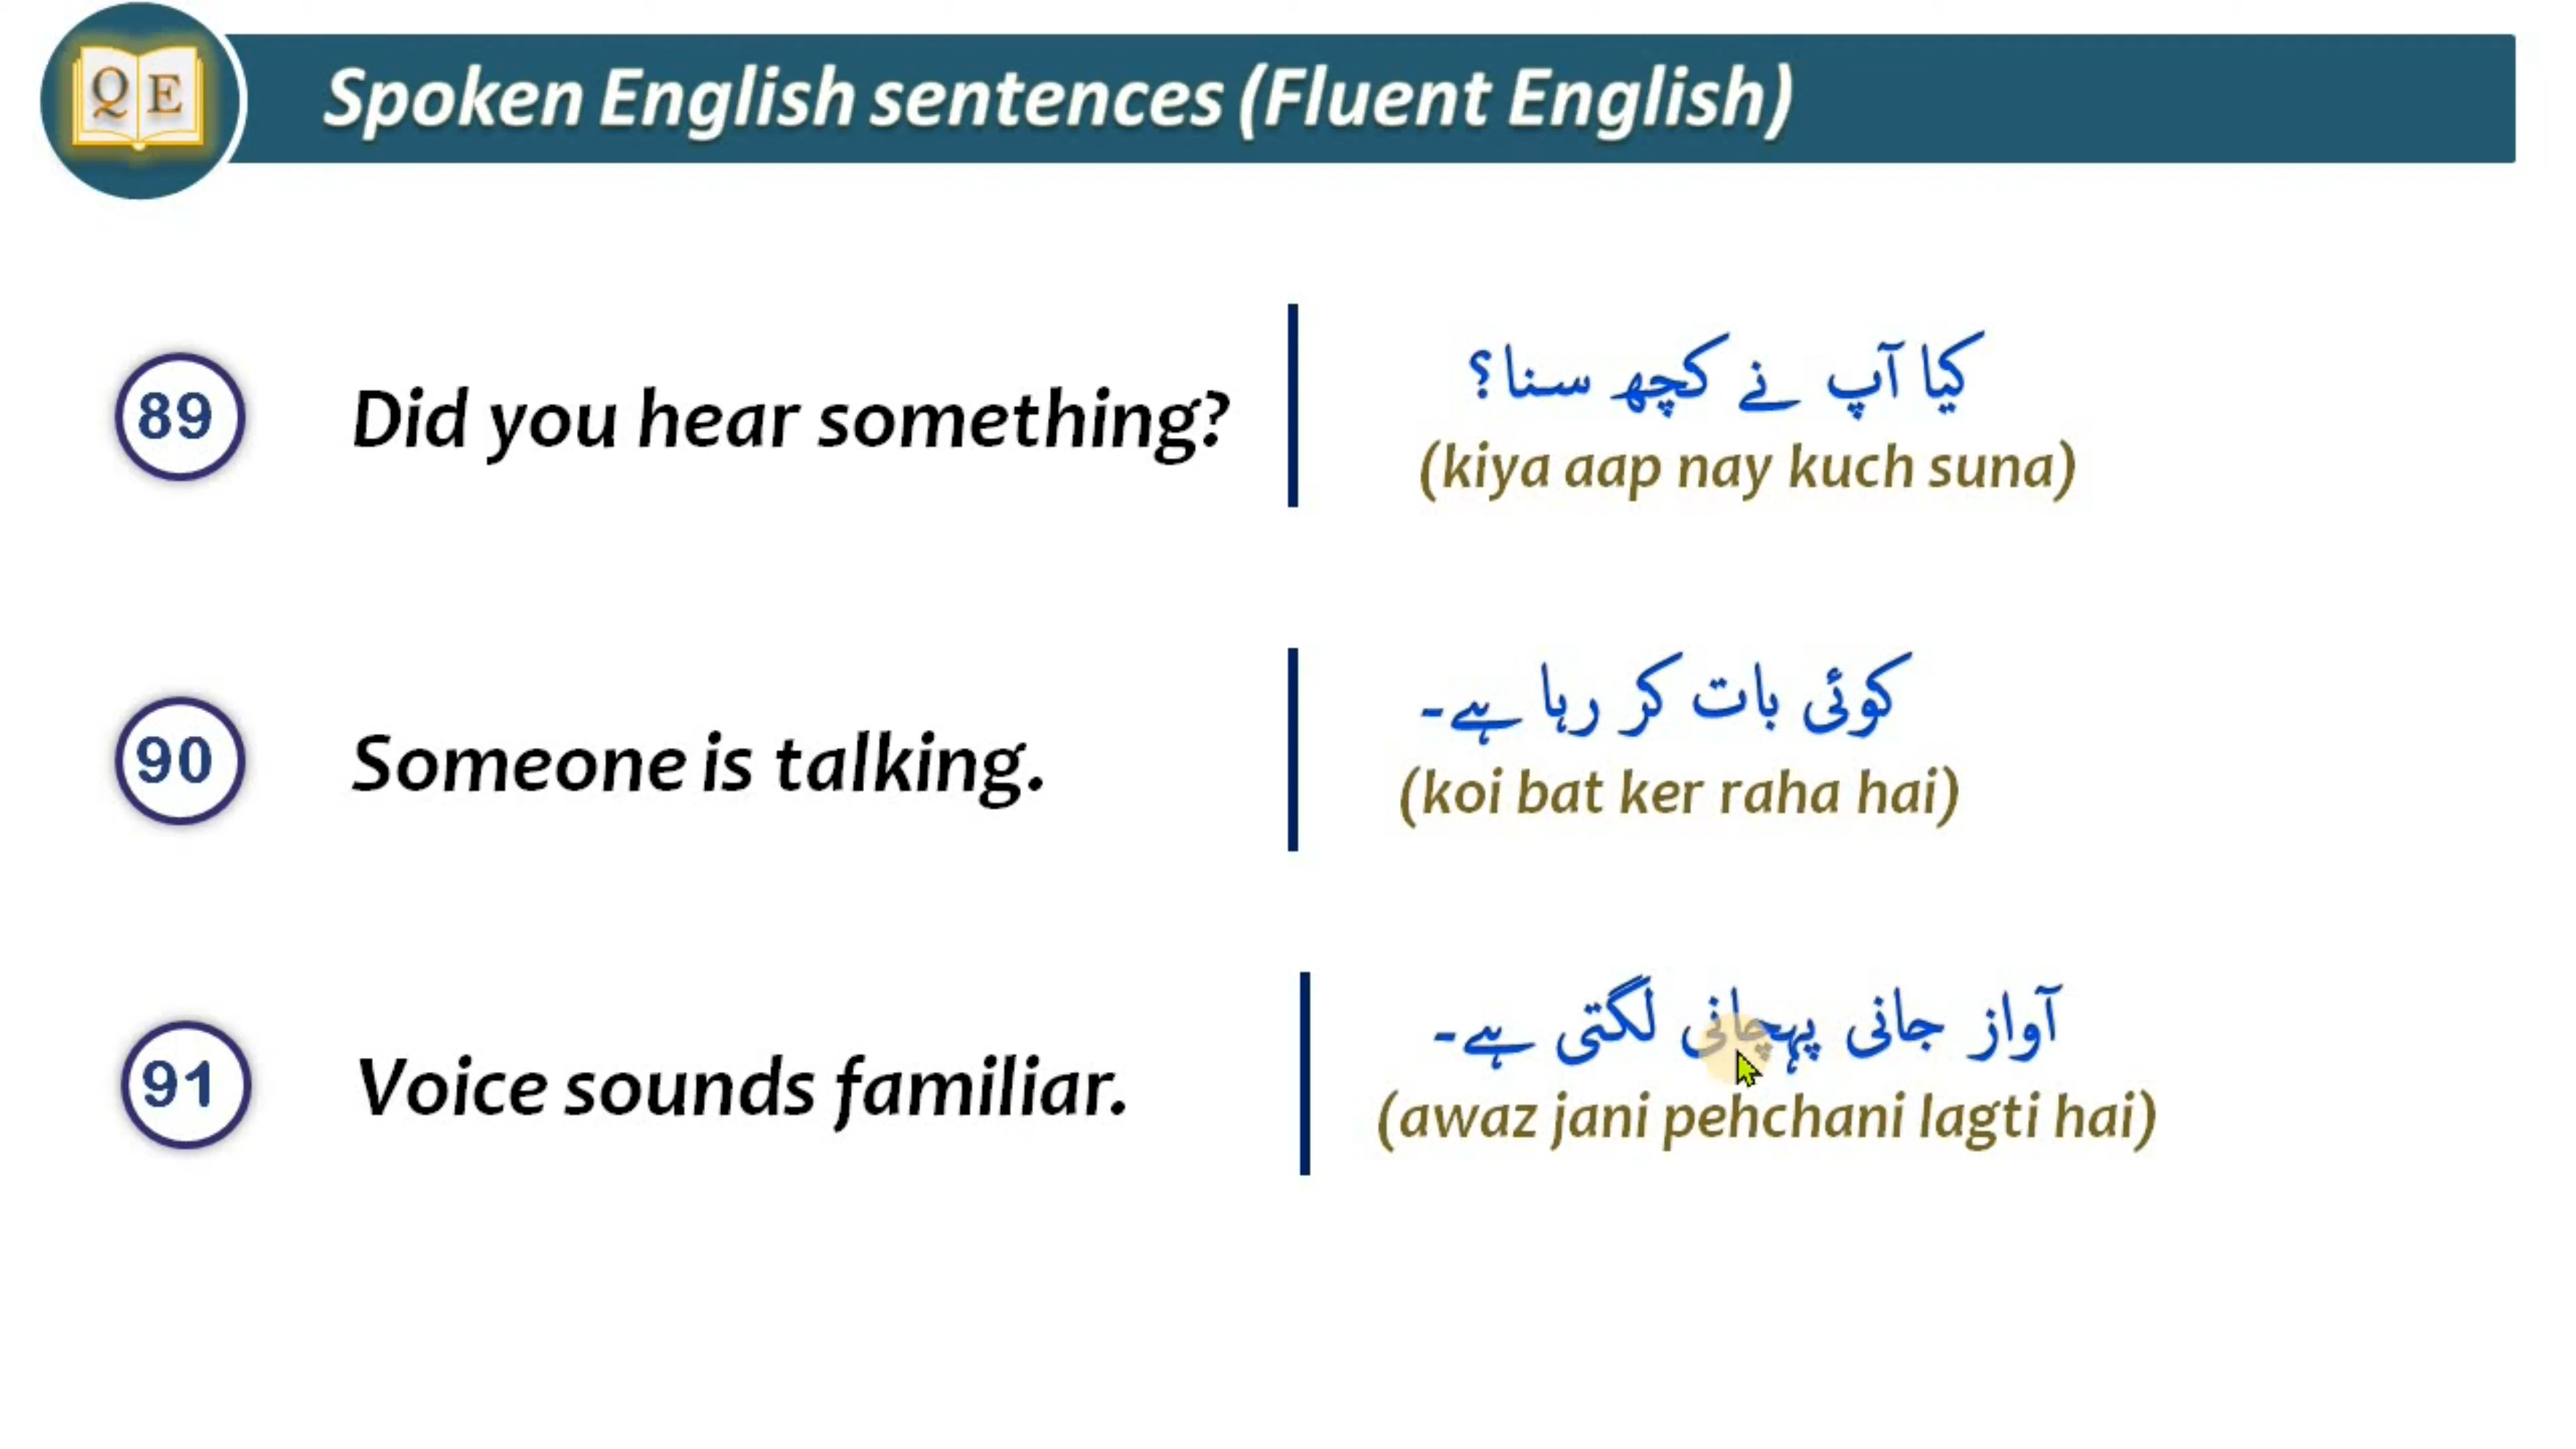 Q E
Spoken English sentences (Fluent English)
89
Did you hear something?
کیا آپ نے کچھ سنا؟
(kiya aap nay kuch suna)
90
Someone is talking.
کوئی بات کر رہا ہے۔
(koi bat ker raha hai)
91
Voice sounds familiar.
آواز جانی پہچانی لگتی ہے۔
(awaz jani pehchani lagti hai)